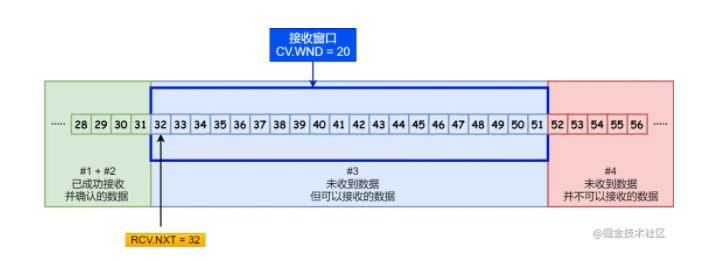 接收窗口
CV.WND = 20
..... 28 29 30 31 32 33 34 35 36 37 38 39 40 41 42 43 44 45 46 47 48 49 50 51 52 53 54 55 56 .....
#1 + #2
已成功接收
并确认的数据
#3
未收到数据
但可以接收的数据
#4
未收到数据
并不可以接收的数据
RCV.NXT = 32
@掘金技术社区